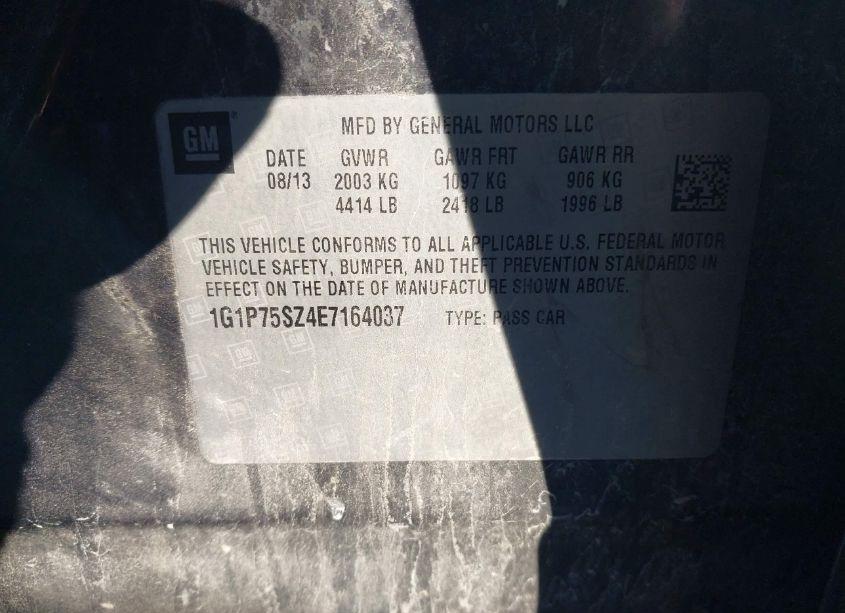 GM
MFD BY GENERAL MOTORS LLC
DATE GVWR GAWR FRT GAWR RR
08/13 2003 KG 1097 KG 906 KG
4414 LB 2418 LB 1996 LB
THIS VEHICLE CONFORMS TO ALL APPLICABLE U.S. FEDERAL MOTOR
VEHICLE SAFETY, BUMPER, AND THEFT PREVENTION STANDARDS IN
EFFECT ON THE DATE OF MANUFACTURE SHOWN ABOVE.
1G1P75SZ4E7164037 TYPE: PASS CAR